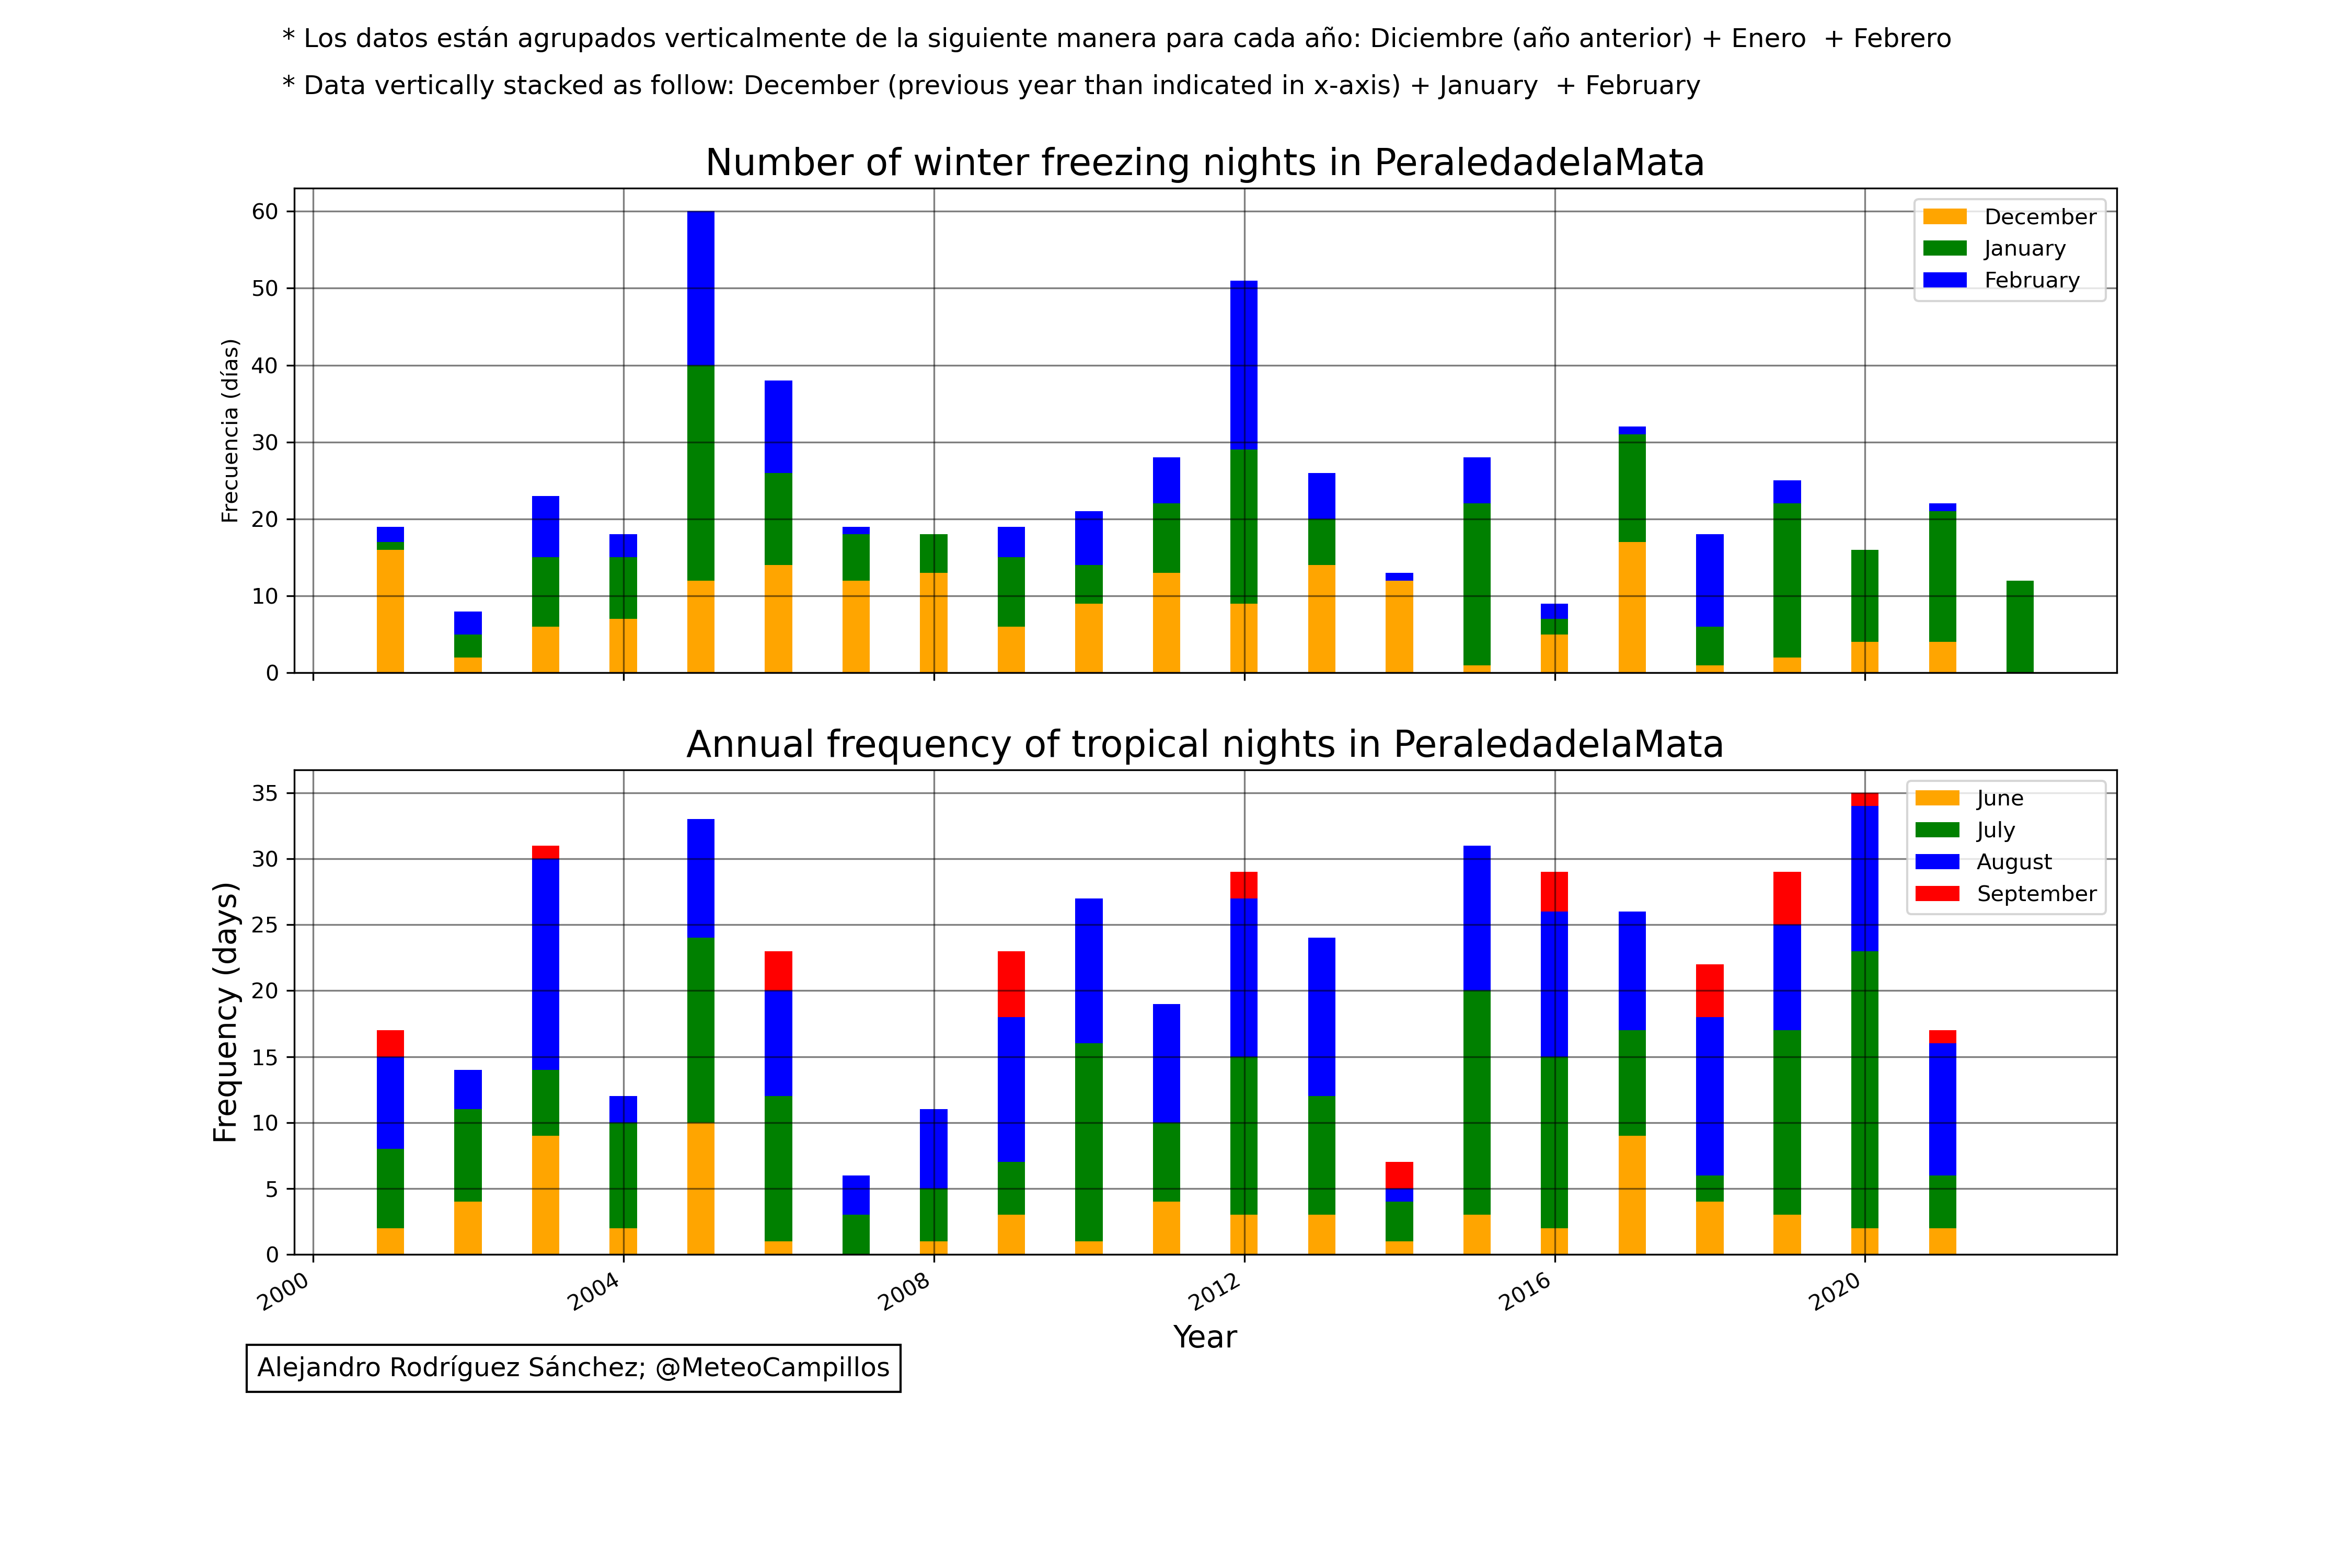 * Los datos están agrupados verticalmente de la siguiente manera para cada año: Diciembre (año anterior) + Enero  + Febrero
* Data vertically stacked as follow: December (previous year than indicated in x-axis) + January  + February
Number of winter freezing nights in PeraledadelaMata
Frecuencia (días)
60
50
40
30
20
10
0
December
January
February
Annual frequency of tropical nights in PeraledadelaMata
Frequency (days)
35
30
25
20
15
10
5
0
June
July
August
September
2000
2004
2008
2012
2016
2020
Year
Alejandro Rodríguez Sánchez; @MeteoCampillos